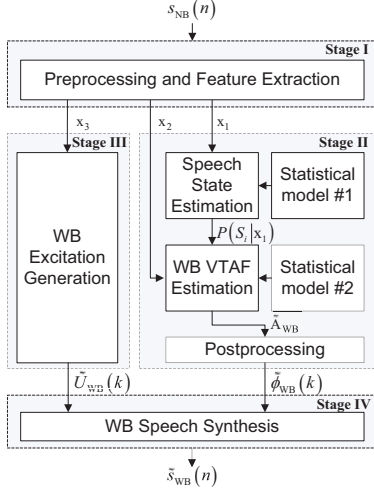 s_NB(n)
Stage I
Preprocessing and Feature Extraction
x_3
x_2
x_1
Stage III
Stage II
WB
Excitation
Generation
Speech
State
Estimation
Statistical
model #1
P(S_i|x_1)
WB VTAF
Estimation
Statistical
model #2
Ã_WB
Postprocessing
Ũ_WB(k)
ϕ̃_WB(k)
Stage IV
WB Speech Synthesis
s̃_WB(n)